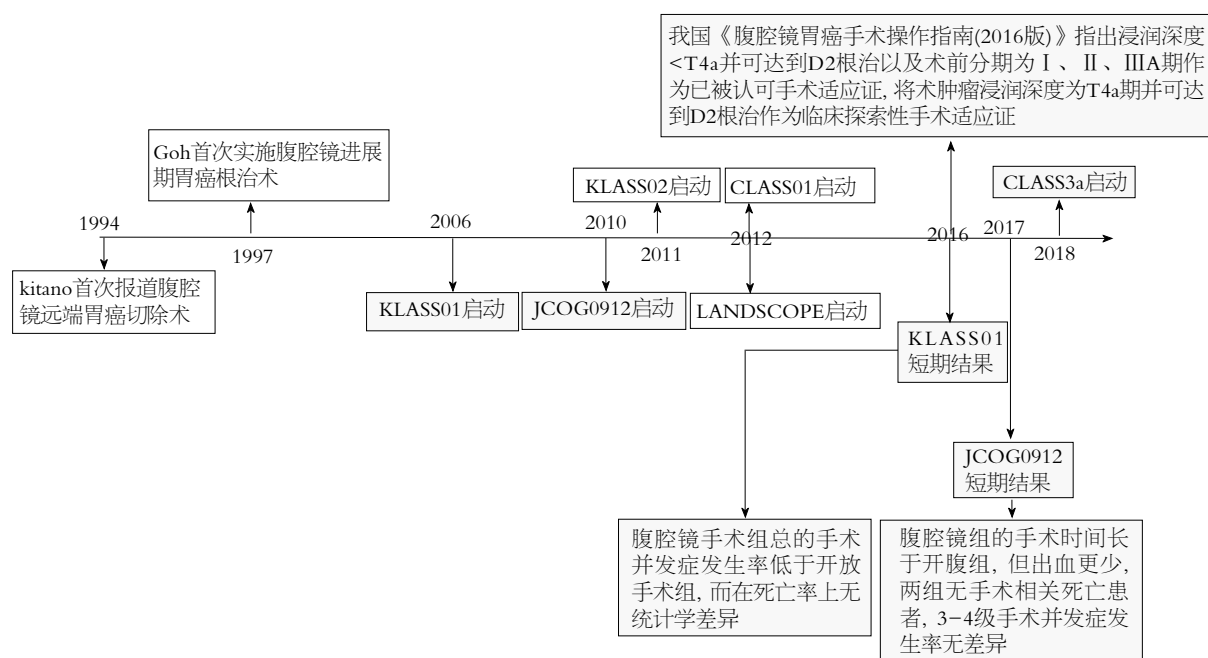 我国《腹腔镜胃癌手术操作指南(2016版)》指出浸润深度
<T4a并可达到D2根治以及术前分期为Ⅰ、Ⅱ、ⅢA期作
为已被认可手术适应证, 将术肿瘤浸润深度为T4a期并可达
到D2根治作为临床探索性手术适应证
Goh首次实施腹腔镜进展
期胃癌根治术
KLASS02启动
CLASS01启动
CLASS3a启动
1994
1997
2006
2010
2011
2012
2016
2017
2018
kitano首次报道腹腔
镜远端胃癌切除术
KLASS01启动
JCOG0912启动
LANDSCOPE启动
KLASS01
短期结果
JCOG0912
短期结果
腹腔镜手术组总的手术
并发症发生率低于开放
手术组, 而在死亡率上无
统计学差异
腹腔镜组的手术时间长
于开腹组, 但出血更少,
两组无手术相关死亡患
者, 3-4级手术并发症发
生率无差异